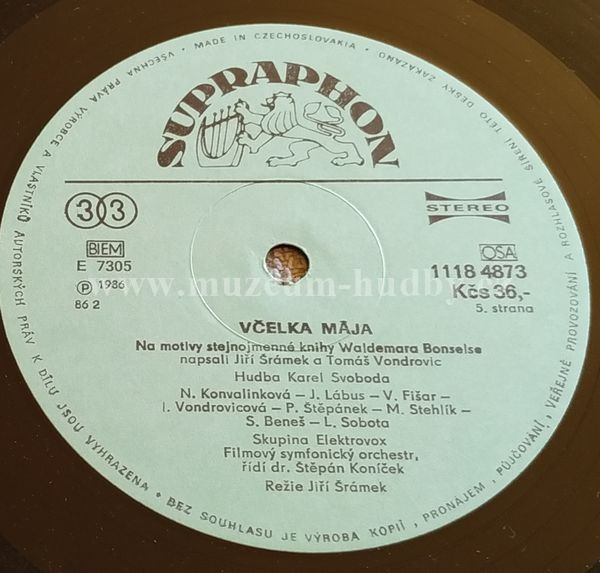 VŠECHNA PRÁVA VÝROBCE A VLASTNÍKŮ AUTORSKÝCH PRÁV K DÍLU JSOU VYHRAZENA • BEZ SOUHLASU JE VÝROBA KOPIÍ, PRONÁJEM, PŮJČOVÁNÍ, VEŘEJNÉ PROVOZOVÁNÍ A ROZHLASOVÉ ŠÍŘENÍ TÉTO DESKY ZAKÁZÁNO • MADE IN CZECHOSLOVAKIA •
SUPRAPHON
33
STEREO
BIEM
OSA
E 7305
1118 4873
Ⓟ 1986
Kčs 36,-
86 2
5. strana
www.muzeum-hudby.
VČELKA MÁJA
Na motivy stejnojmenné knihy Waldemara Bonselse
napsali Jiří Šrámek a Tomáš Vondrovic
Hudba Karel Svoboda
N. Konvalinková – J. Lábus – V. Fišar –
I. Vondrovicová – P. Štěpánek – M. Stehlík –
S. Beneš – L. Sobota
Skupina Elektrovox
Filmový symfonický orchestr,
řídí dr. Štěpán Koníček
Režie Jiří Šrámek